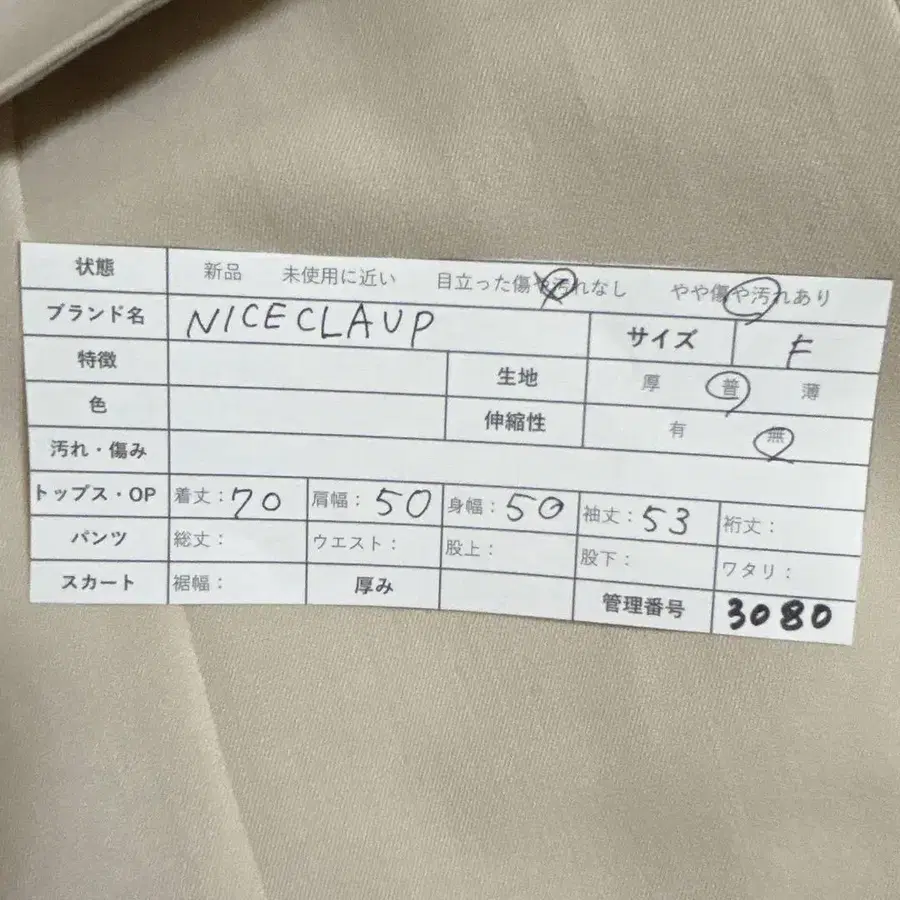 状態 新品 未使用に近い 目立った傷や汚れなし やや傷や汚れあり
ブランド名 NICECLAUP サイズ F
特徴 生地 厚 普 薄
色 伸縮性 有 無
汚れ・傷み
トップス・OP 着丈：70 肩幅：50 身幅：50 袖丈：53 裄丈：
パンツ 総丈： ウエスト： 股上： 股下： ワタリ：
スカート 裾幅： 厚み 管理番号 3080